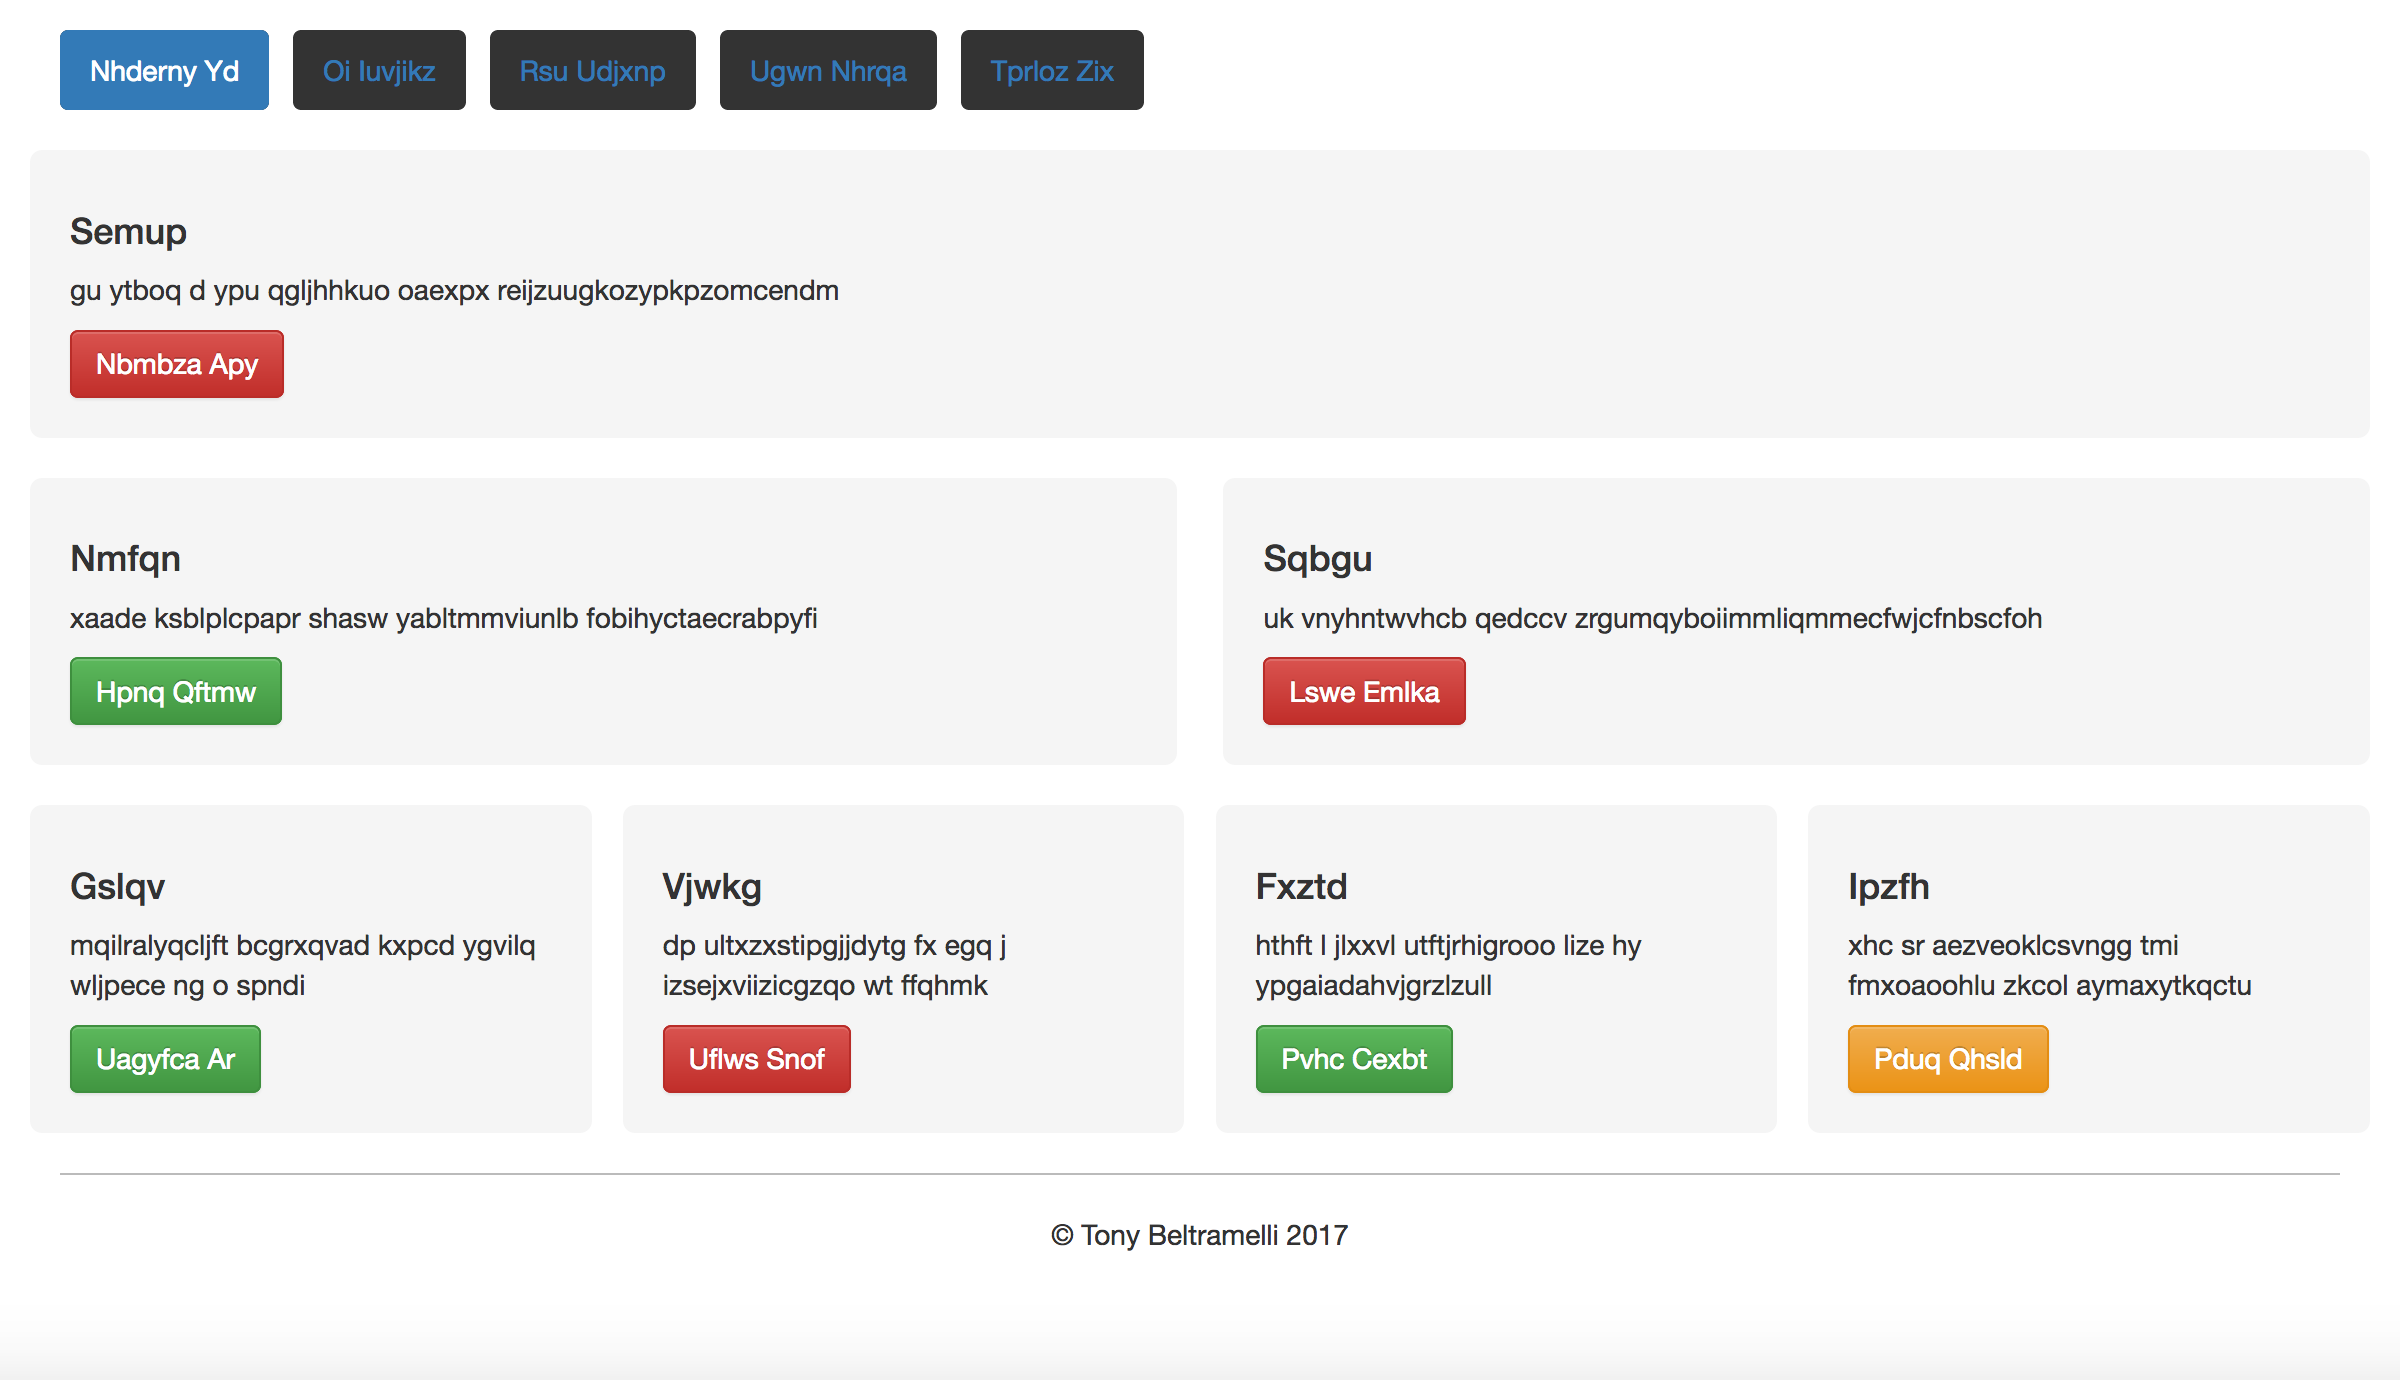 Nhderny Yd
Oi Iuvjikz
Rsu Udjxnp
Ugwn Nhrqa
Tprloz Zix
Semup
gu ytboq d ypu qgljhhkuo oaexpx reijzuugkozypkpzomcendm
Nbmbza Apy
Nmfqn
xaade ksblplcpapr shasw yabltmmviunlb fobihyctaecrabpyfi
Hpnq Qftmw
Sqbgu
uk vnyhntwvhcb qedccv zrgumqyboiimmliqmmecfwjcfnbscfoh
Lswe Emlka
Gslqv
mqilralyqcljft bcgrxqvad kxpcd ygvilq
wljpece ng o spndi
Uagyfca Ar
Vjwkg
dp ultxzxstipgjjdytg fx egq j
izsejxviizicgzqo wt ffqhmk
Uflws Snof
Fxztd
hthft l jlxxvl utftjrhigrooo lize hy
ypgaiadahvjgrzlzull
Pvhc Cexbt
Ipzfh
xhc sr aezveoklcsvngg tmi
fmxoaoohlu zkcol aymaxytkqctu
Pduq Qhsld
© Tony Beltramelli 2017